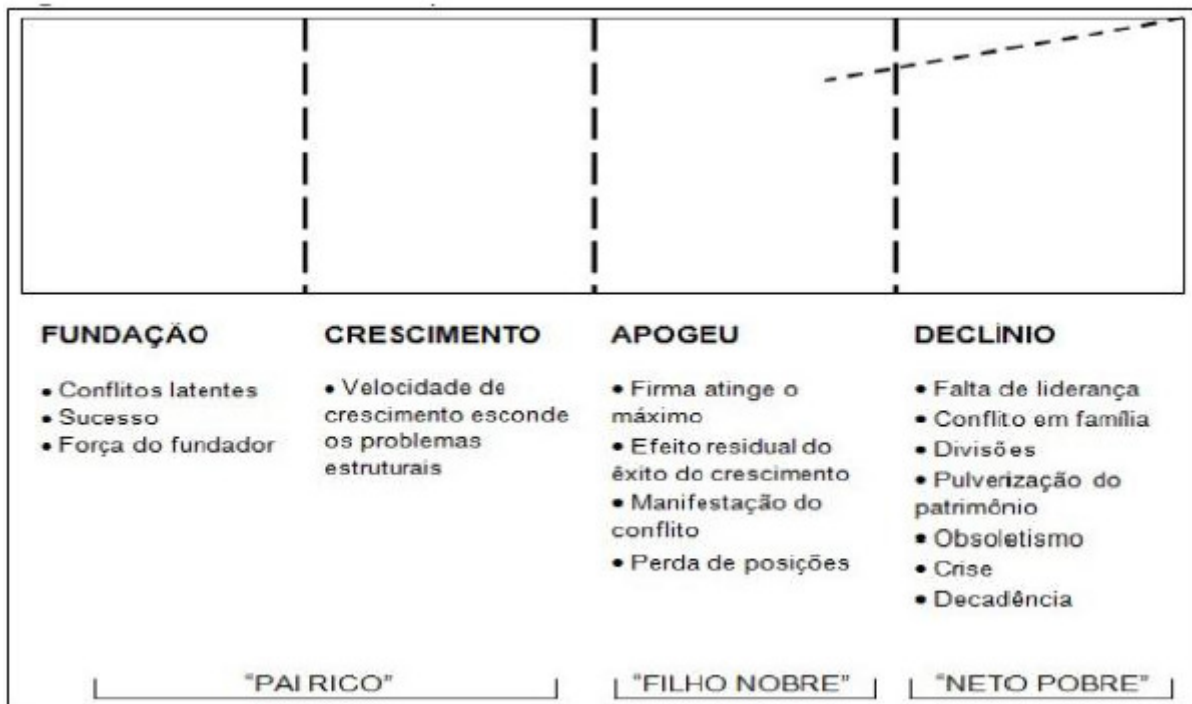 FUNDAÇÃO
• Conflitos latentes
• Sucesso
• Força do fundador
CRESCIMENTO
• Velocidade de
crescimento esconde
os problemas
estruturais
APOGEU
• Firma atinge o
máximo
• Efeito residual do
êxito do crescimento
• Manifestação do
conflito
• Perda de posições
DECLÍNIO
• Falta de liderança
• Conflito em família
• Divisões
• Pulverização do
patrimônio
• Obsoletismo
• Crise
• Decadência
"PAI RICO"
"FILHO NOBRE"
"NETO POBRE"